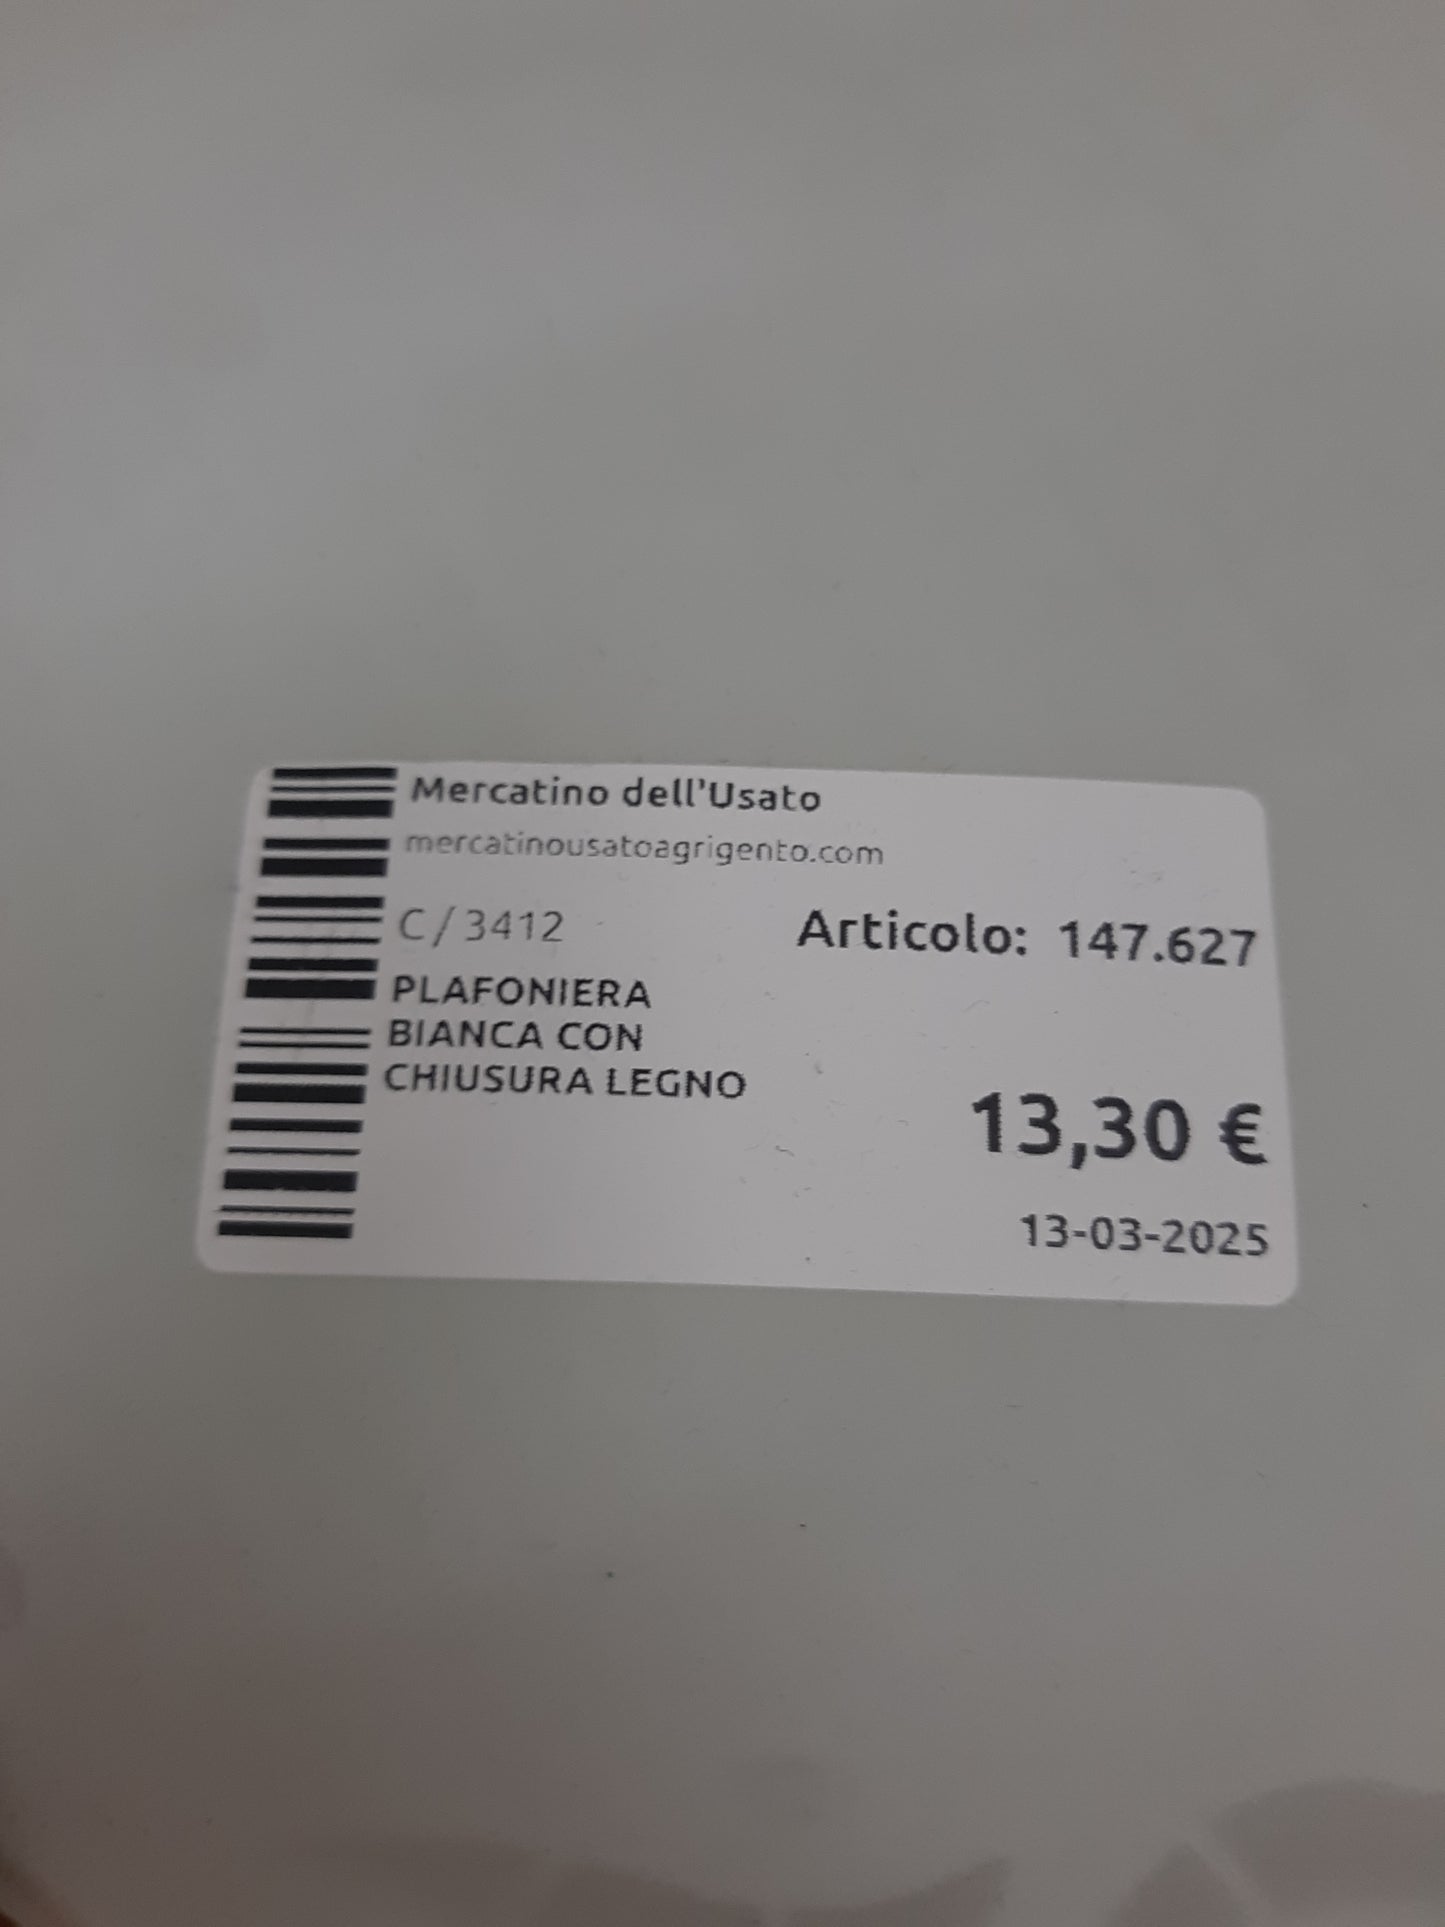 Mercatino dell'Usato
mercatinousatoagrigento.com
C/3412 Articolo: 147.627
PLAFONIERA
BIANCA CON
CHIUSURA LEGNO
13,30 €
13-03-2025